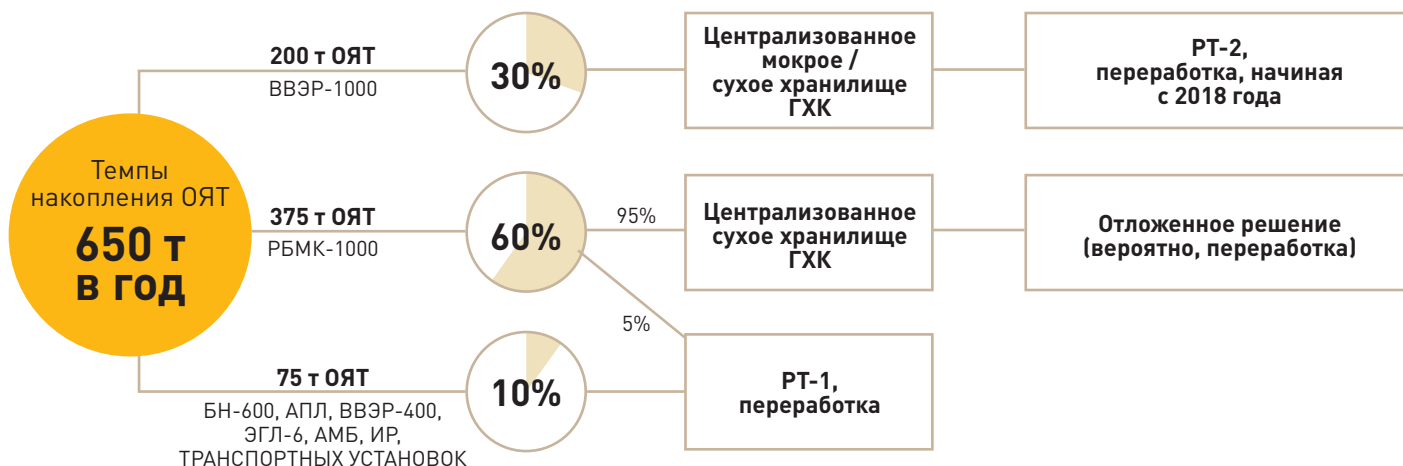 Темпы
накопления ОЯТ
650 т
в год
200 т ОЯТ
ВВЭР-1000
30%
Централизованное
мокрое /
сухое хранилище
ГХК
РТ-2,
переработка, начиная
с 2018 года
375 т ОЯТ
РБМК-1000
60%
95%
Централизованное
сухое хранилище
ГХК
Отложенное решение
(вероятно, переработка)
5%
75 т ОЯТ
БН-600, АПЛ, ВВЭР-400,
ЭГЛ-6, АМБ, ИР,
ТРАНСПОРТНЫХ УСТАНОВОК
10%
РТ-1,
переработка